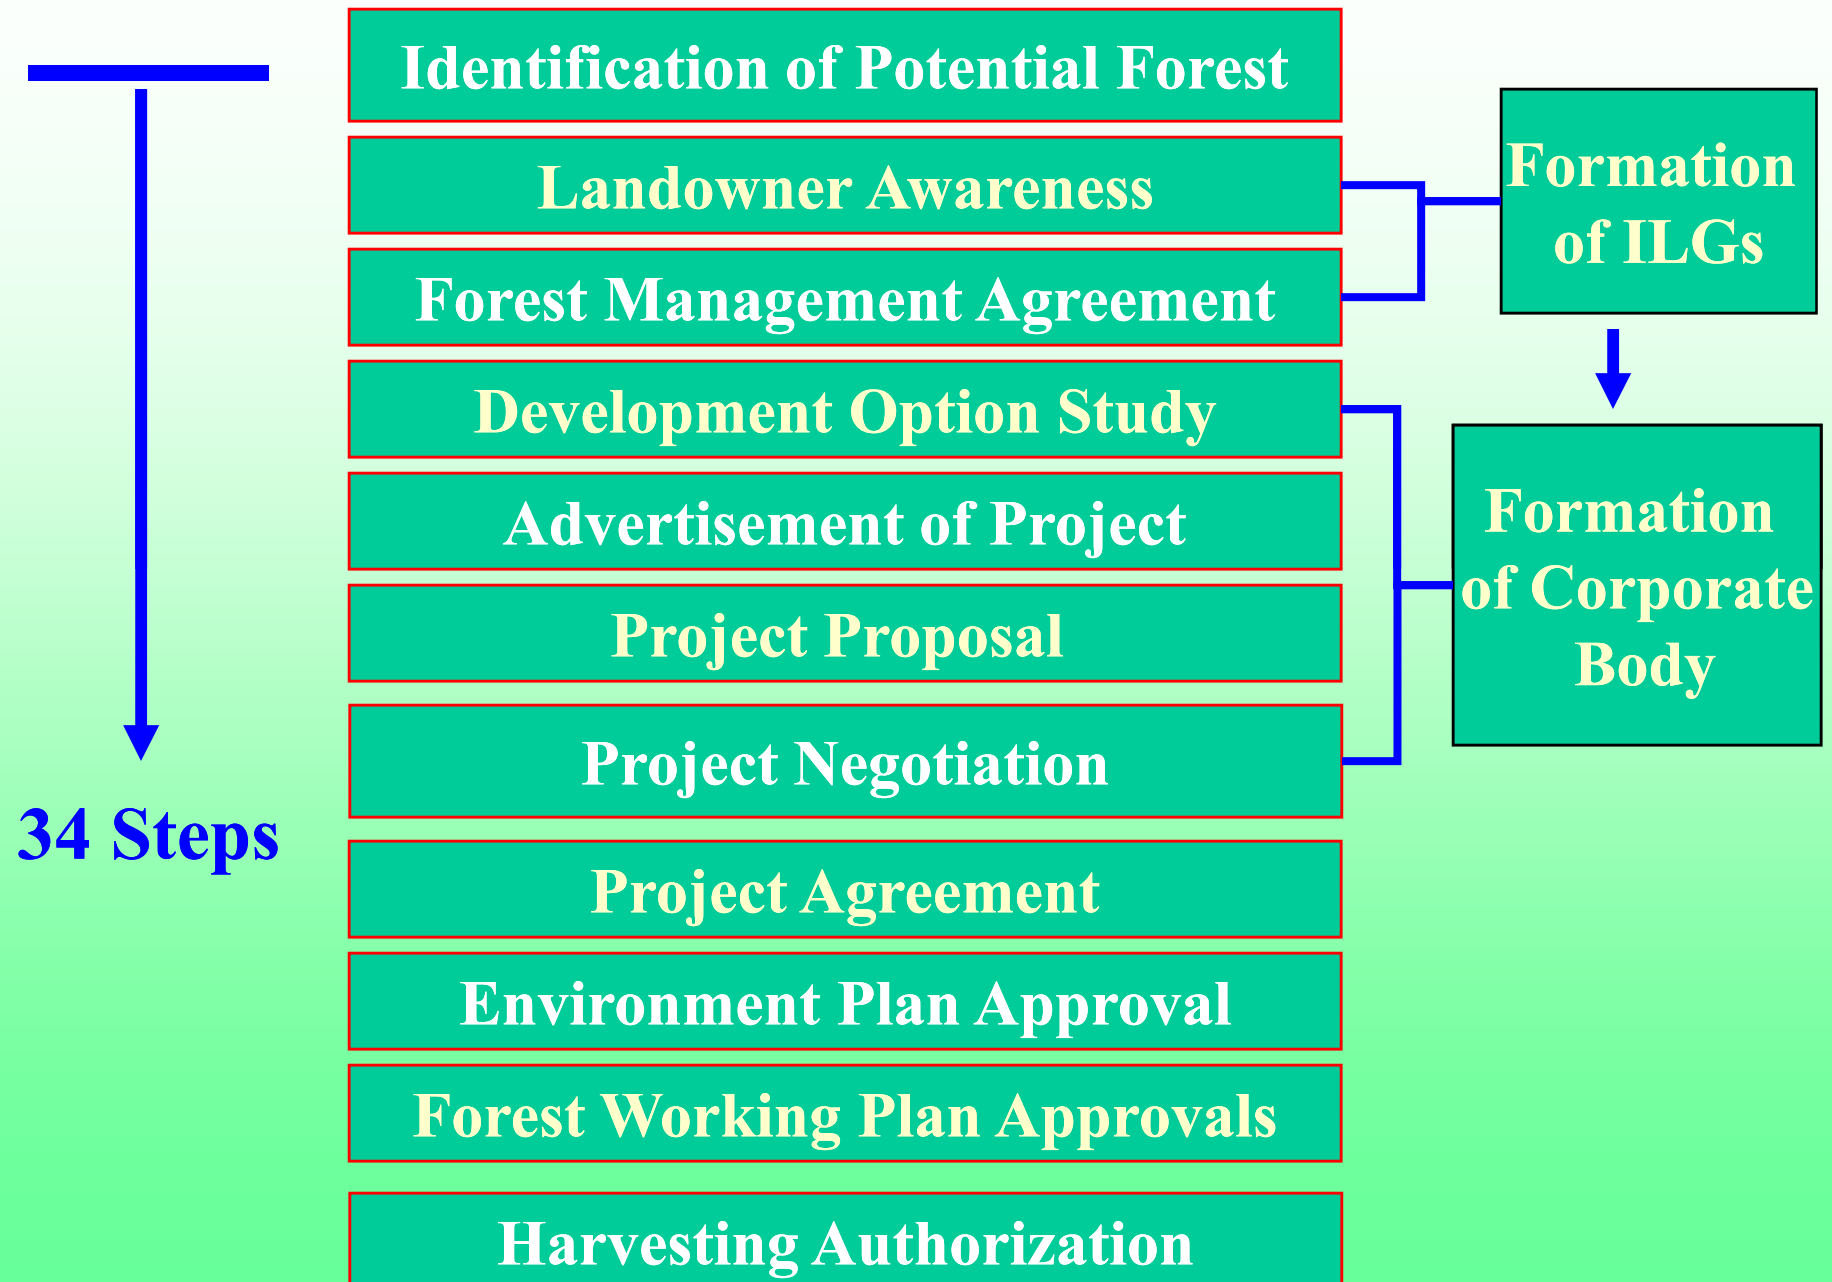 Identification of Potential Forest
Landowner Awareness
Forest Management Agreement
Development Option Study
Advertisement of Project
Project Proposal
Project Negotiation
Project Agreement
Environment Plan Approval
Forest Working Plan Approvals
Harvesting Authorization
34 Steps
Formation
of ILGs
Formation
of Corporate
Body